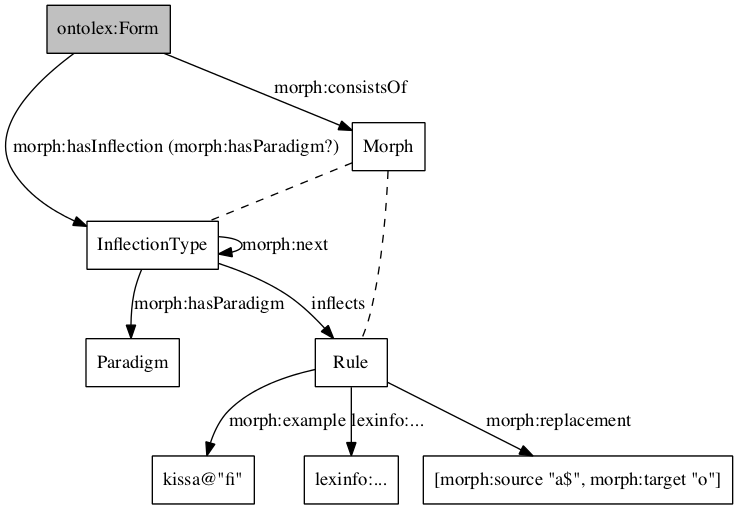 ontolex:Form
morph:consistsOf
morph:hasInflection (morph:hasParadigm?)
Morph
InflectionType
morph:next
morph:hasParadigm
inflects
Paradigm
Rule
morph:example
lexinfo:...
morph:replacement
kissa@"fi"
lexinfo:...
[morph:source "a$", morph:target "o"]